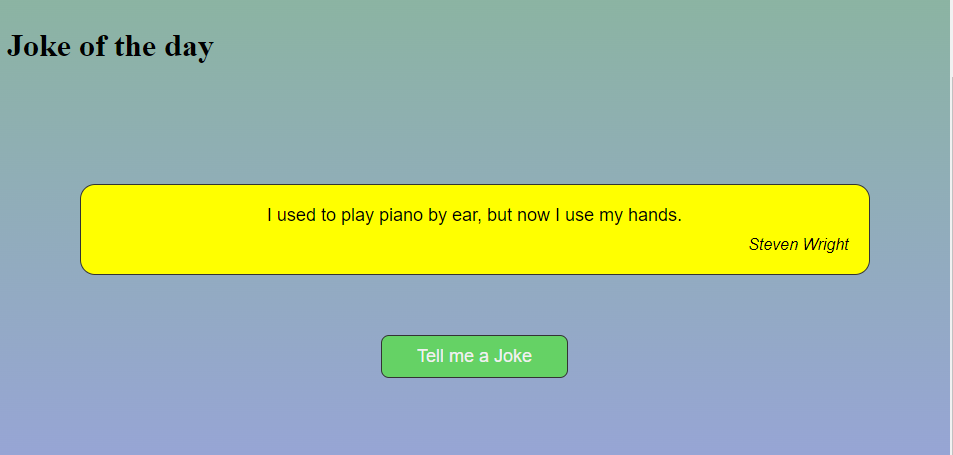 Joke of the day
I used to play piano by ear, but now I use my hands.
Steven Wright
Tell me a Joke